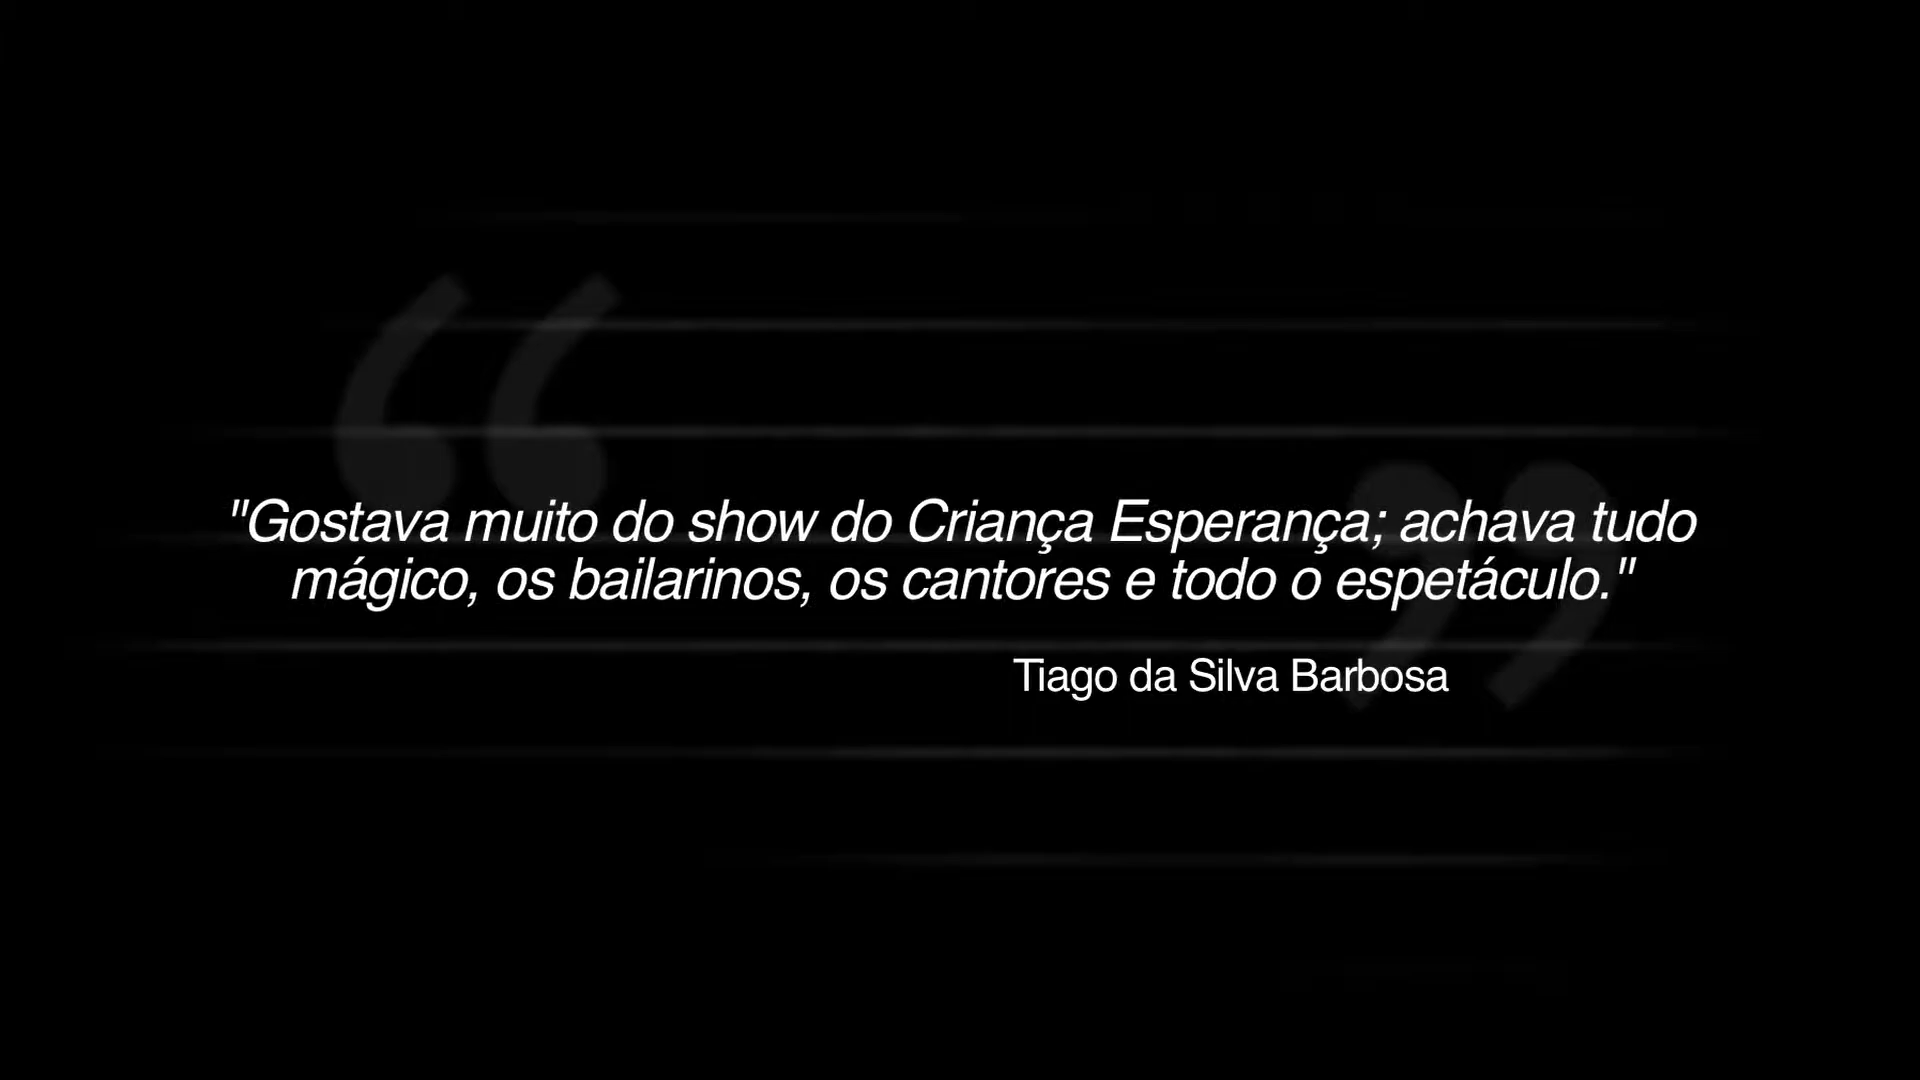 "Gostava muito do show do Criança Esperança; achava tudo
mágico, os bailarinos, os cantores e todo o espetáculo."
Tiago da Silva Barbosa